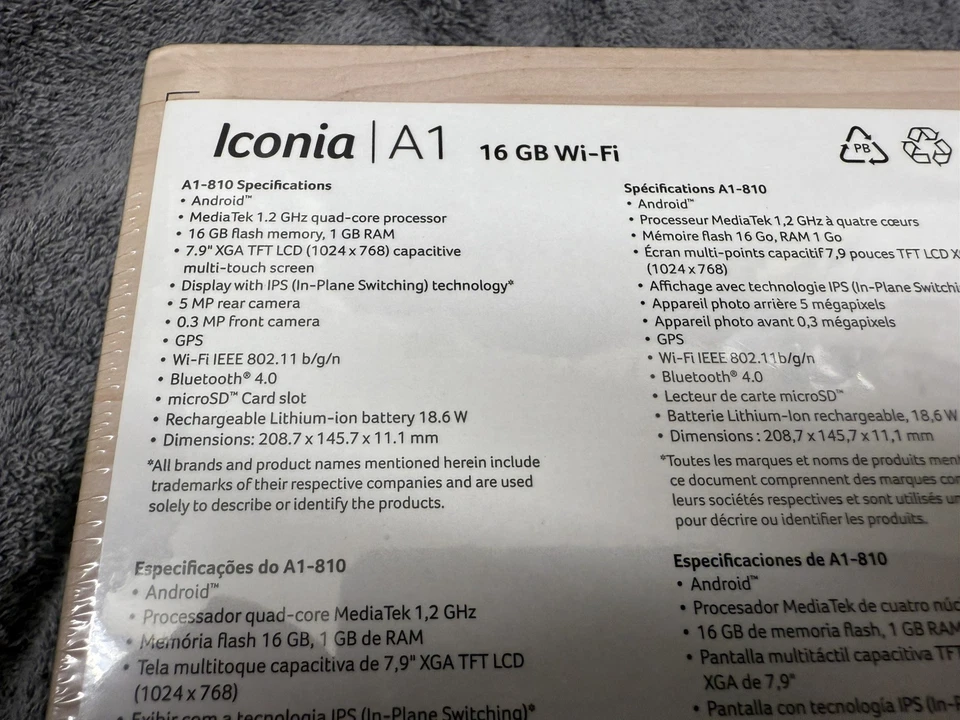 Iconia | A1 16 GB Wi-Fi
PB
A1-810 Specifications
• Android™
• MediaTek 1.2 GHz quad-core processor
• 16 GB flash memory, 1 GB RAM
• 7.9" XGA TFT LCD (1024 x 768) capacitive
multi-touch screen
• Display with IPS (In-Plane Switching) technology*
• 5 MP rear camera
• 0.3 MP front camera
• GPS
• Wi-Fi IEEE 802.11 b/g/n
• Bluetooth® 4.0
• microSD™ Card slot
• Rechargeable Lithium-ion battery 18.6 W
• Dimensions: 208.7 x 145.7 x 11.1 mm
*All brands and product names mentioned herein include
trademarks of their respective companies and are used
solely to describe or identify the products.
Spécifications A1-810
• Android™
• Processeur MediaTek 1,2 GHz à quatre cœurs
• Mémoire flash 16 Go, RAM 1 Go
• Écran multi-points capacitif 7,9 pouces TFT LCD
(1024 x 768)
• Affichage avec technologie IPS (In-Plane
• Appareil photo arrière 5 mégapixels
• Appareil photo avant 0,3 mégapixels
• GPS
• Wi-Fi IEEE 802.11b/g/n
• Bluetooth® 4.0
• Lecteur de carte microSD™
• Batterie Lithium-Ion rechargeable, 18,6 W
• Dimensions : 208,7 x 145,7 x 11,1 mm
*Toutes les marques et noms de produits
ce document comprennent des marques
leurs sociétés respectives et sont utilisés
pour décrire ou identifier les produits.
Especificações do A1-810
• Android™
• Processador quad-core MediaTek 1,2 GHz
• Memória flash 16 GB, 1 GB de RAM
• Tela multitoque capacitiva de 7,9" XGA TFT LCD
(1024 x 768)
• Exibir com a tecnologia IPS (In-Plane Switching)*
Especificaciones de A1-810
• Android™
• Procesador MediaTek de cuatro
• 16 GB de memoria flash, 1 GB RAM
• Pantalla multitáctil capacitiva TFT
XGA de 7,9"
• Pantalla con tecnología IPS